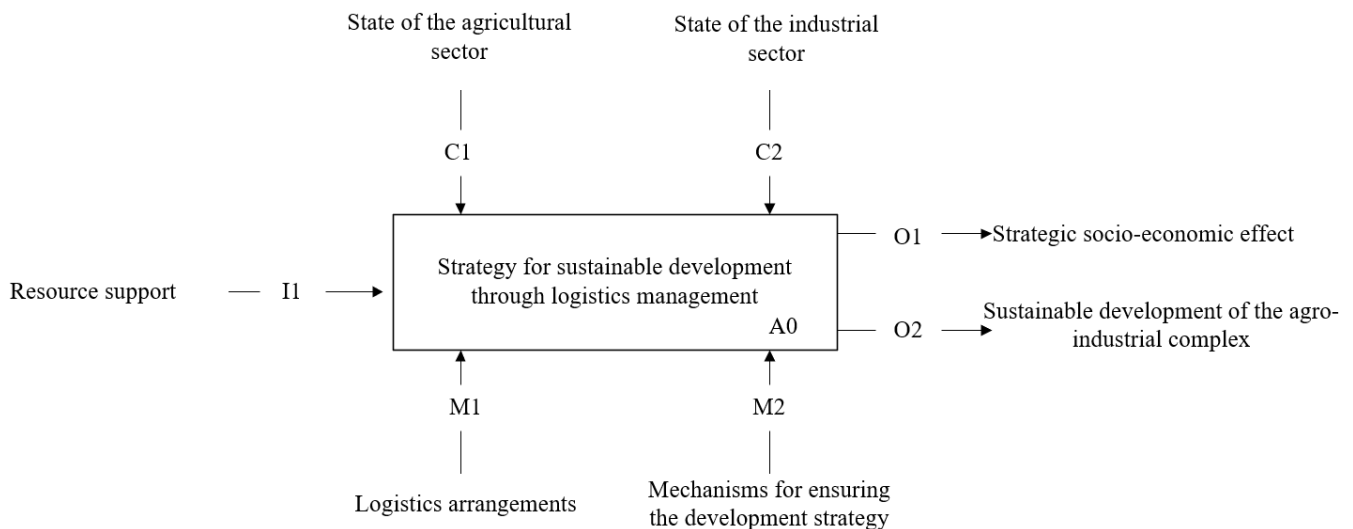 State of the agricultural
sector
State of the industrial
sector
C1
C2
Strategy for sustainable development
through logistics management
A0
Resource support
I1
O1
Strategic socio-economic effect
O2
Sustainable development of the agro-
industrial complex
M1
M2
Logistics arrangements
Mechanisms for ensuring
the development strategy